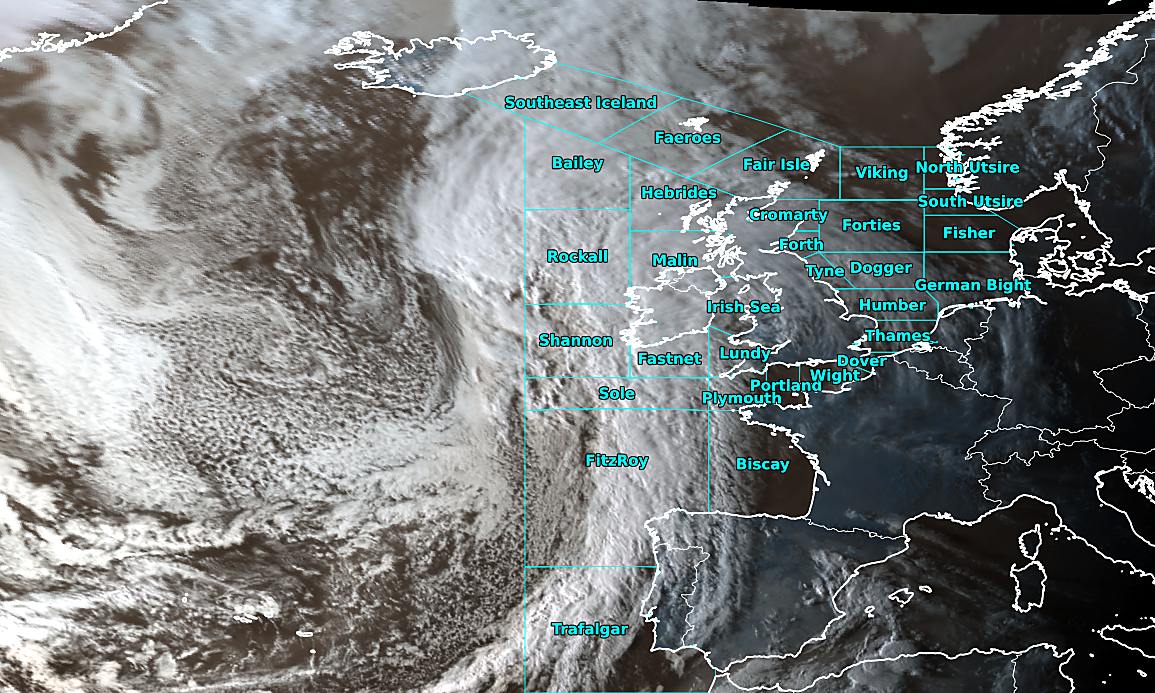 Southeast Iceland
Faeroes
Bailey
Fair Isle
Viking
North Utsire
Hebrides
South Utsire
Cromarty
Forties
Fisher
Forth
Rockall
Malin
Tyne
Dogger
German Bight
Irish Sea
Humber
Shannon
Thames
Fastnet
Lundy
Dover
Wight
Portland
Sole
Plymouth
FitzRoy
Biscay
Trafalgar